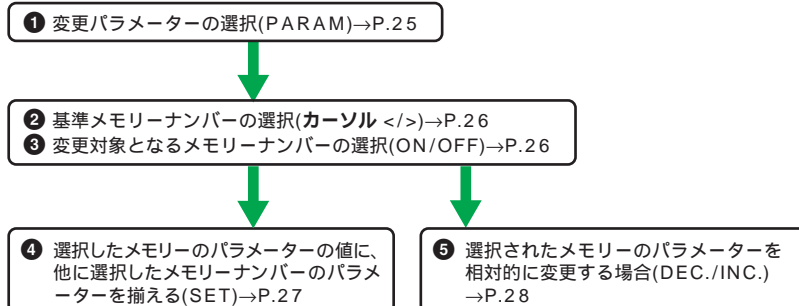 ❶ 変更パラメーターの選択(PARAM)→P.25
❷ 基準メモリーナンバーの選択(カーソル </>)→P.26
❸ 変更対象となるメモリーナンバーの選択(ON/OFF)→P.26
❹ 選択したメモリーのパラメーターの値に、
他に選択したメモリーナンバーのパラメ
ーターを揃える(SET)→P.27
❺ 選択されたメモリーのパラメーターを
相対的に変更する場合(DEC./INC.)
→P.28